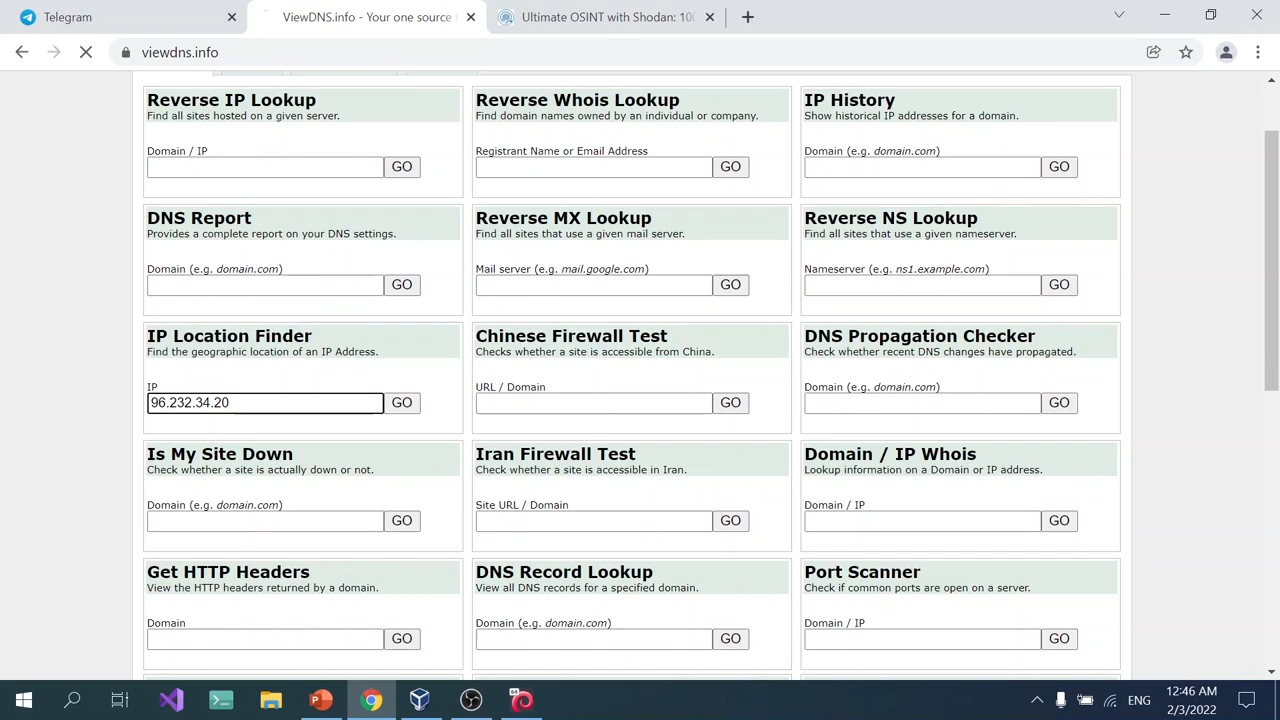 Telegram
ViewDNS.info - Your one source
Ultimate OSINT with Shodan: 100
viewdns.info
Reverse IP Lookup
Find all sites hosted on a given server.
Domain / IP
GO
Reverse Whois Lookup
Find domain names owned by an individual or company.
Registrant Name or Email Address
GO
IP History
Show historical IP addresses for a domain.
Domain (e.g. domain.com)
GO
DNS Report
Provides a complete report on your DNS settings.
Domain (e.g. domain.com)
GO
Reverse MX Lookup
Find all sites that use a given mail server.
Mail server (e.g. mail.google.com)
GO
Reverse NS Lookup
Find all sites that use a given nameserver.
Nameserver (e.g. ns1.example.com)
GO
IP Location Finder
Find the geographic location of an IP Address.
IP
96.232.34.20 GO
Chinese Firewall Test
Checks whether a site is accessible from China.
URL / Domain
GO
DNS Propagation Checker
Check whether recent DNS changes have propagated.
Domain (e.g. domain.com)
GO
Is My Site Down
Check whether a site is actually down or not.
Domain (e.g. domain.com)
GO
Iran Firewall Test
Check whether a site is accessible in Iran.
Site URL / Domain
GO
Domain / IP Whois
Lookup information on a Domain or IP address.
Domain / IP
GO
Get HTTP Headers
View the HTTP headers returned by a domain.
Domain
GO
DNS Record Lookup
View all DNS records for a specified domain.
Domain (e.g. domain.com)
GO
Port Scanner
Check if common ports are open on a server.
Domain / IP
GO
64
ENG
12:46 AM
2/3/2022